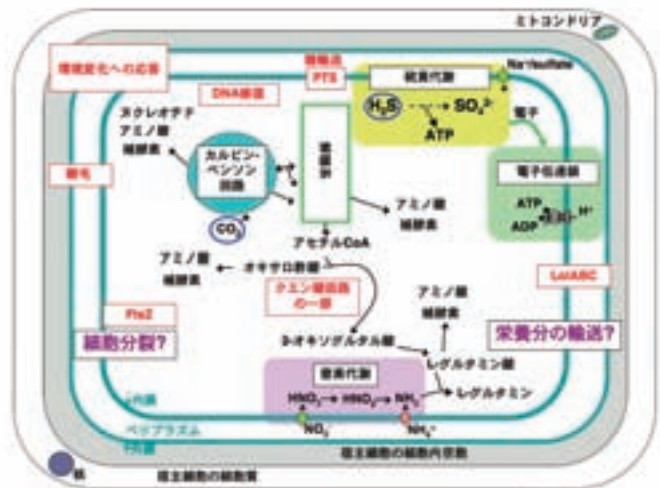 ミトコンドリア
環境変化への応答
糖輸送
PTS
硫黄代謝
Na⁺/sulfate
DNA修復
H₂S
SO₄²⁻
ATP
電子
ヌクレオチド
アミノ酸
補酵素
カルビン・
ベンソン
回路
解糖系
電子伝達鎖
ATP
ADP
H⁺
鞭毛
アミノ酸
補酵素
CO₂
アセチルCoA
アミノ酸
補酵素
オキサロ酢酸
クエン酸回路
の一部
LolABC
アミノ酸
補酵素
FtsZ
細胞分裂?
2-オキソグルタル酸
栄養分の輸送?
L-グルタミン酸
窒素代謝
HNO₃
HNO₂
NH₃
L-グルタミン
内膜
ペリプラズム
外膜
NO₃⁻
NH₄⁺
宿主細胞の細胞内空胞
核
宿主細胞の細胞質